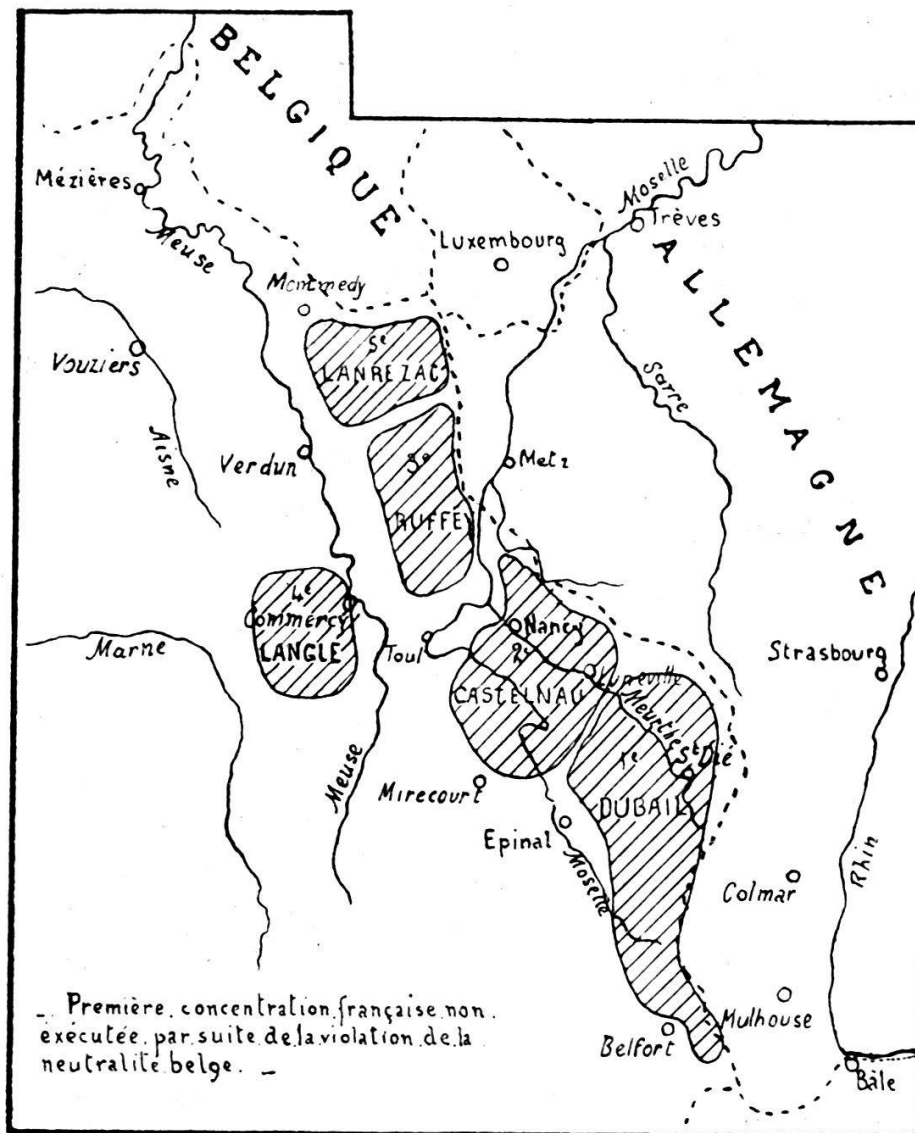 BELGIQUE
Mézières
Moselle
Trèves
Luxembourg
ALLEMAGNE
Meuse
Montmedy
5e
LANREZAC
Vouziers
Sarre
Aisne
Verdun
Metz
3e
RUFFEY
4e
Commercy
LANGLE
Marne
Toul
Nancy
2e
CASTELNAU
Luneville
Meurthe
St Dié
Strasbourg
1e
DUBAIL
Meuse
Mirecourt
Epinal
Moselle
Colmar
Rhin
_ Première concentration française non
exécutée par suite de la violation de la
neutralité belge. _
Belfort
Mulhouse
Bâle